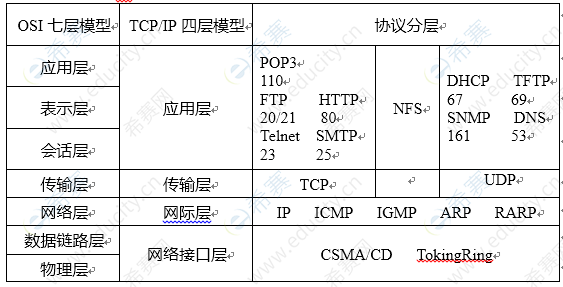 OSI 七层模型 TCP/IP 四层模型 协议分层
应用层 应用层 POP3
110
FTP HTTP
20/21 80
Telnet SMTP
23 25
NFS
DHCP TFTP
67 69
SNMP DNS
161 53
表示层
会话层
传输层 传输层 TCP UDP
网络层 网际层 IP ICMP IGMP ARP RARP
数据链路层 网络接口层 CSMA/CD TokingRing
物理层